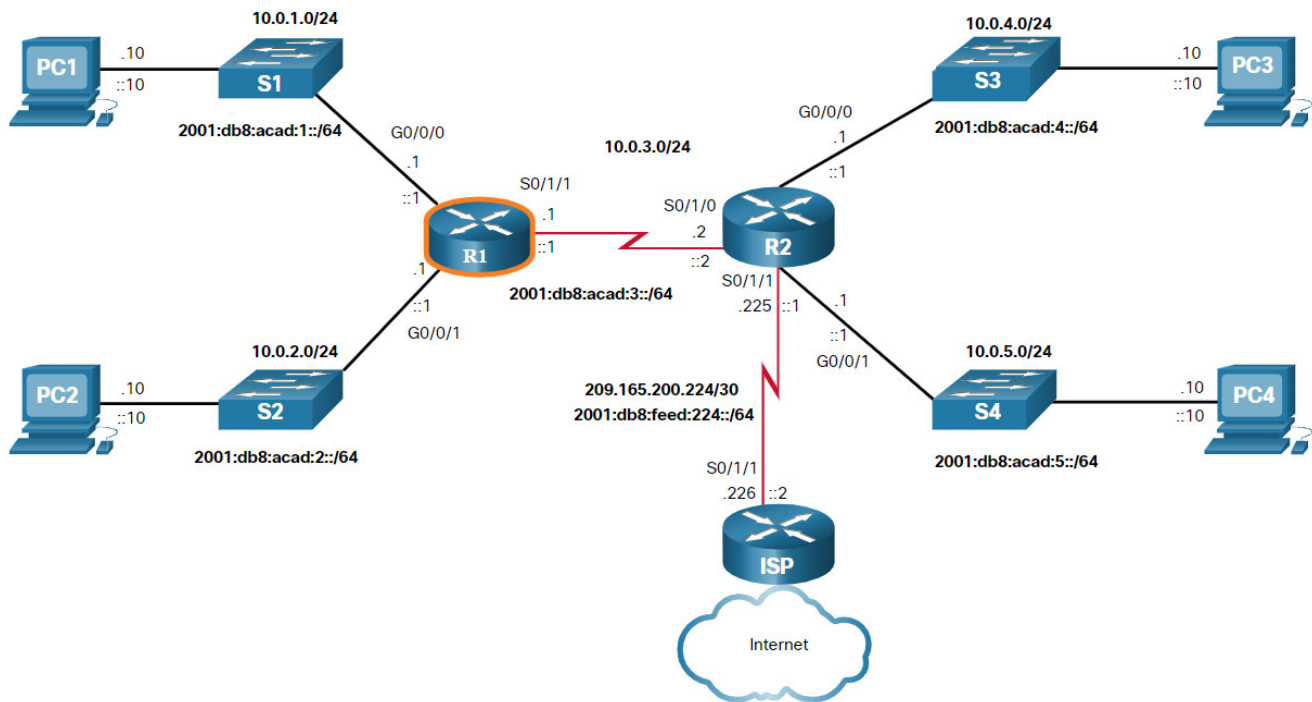 10.0.1.0/24
10.0.4.0/24
PC1
.10
::10
S1
S3
.10
::10
PC3
2001:db8:acad:1::/64
G0/0/0
.1
::1
10.0.3.0/24
G0/0/0
.1
::1
2001:db8:acad:4::/64
S0/1/1
.1
::1
R1
S0/1/0
.2
::2
R2
.1
::1
G0/0/1
2001:db8:acad:3::/64
S0/1/1
.225
::1
.1
::1
G0/0/1
10.0.2.0/24
10.0.5.0/24
PC2
.10
::10
S2
209.165.200.224/30
2001:db8:feed:224::/64
S4
.10
::10
PC4
2001:db8:acad:2::/64
2001:db8:acad:5::/64
S0/1/1
.226
::2
ISP
Internet